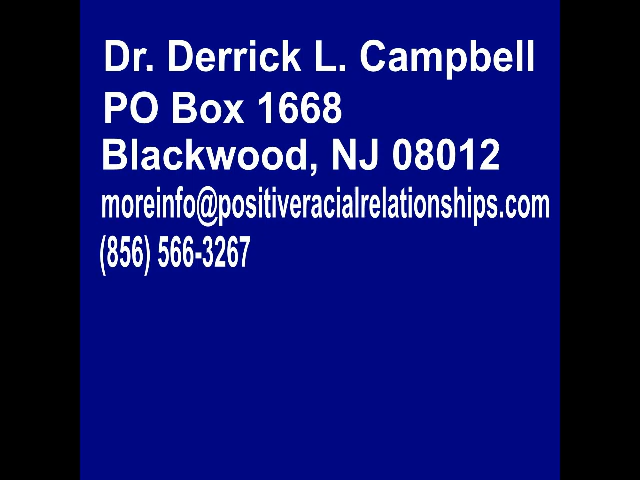 Dr. Derrick L. Campbell
PO Box 1668
Blackwood, NJ 08012
moreinfo@positiveracialrelationships.com
(856) 566-3267